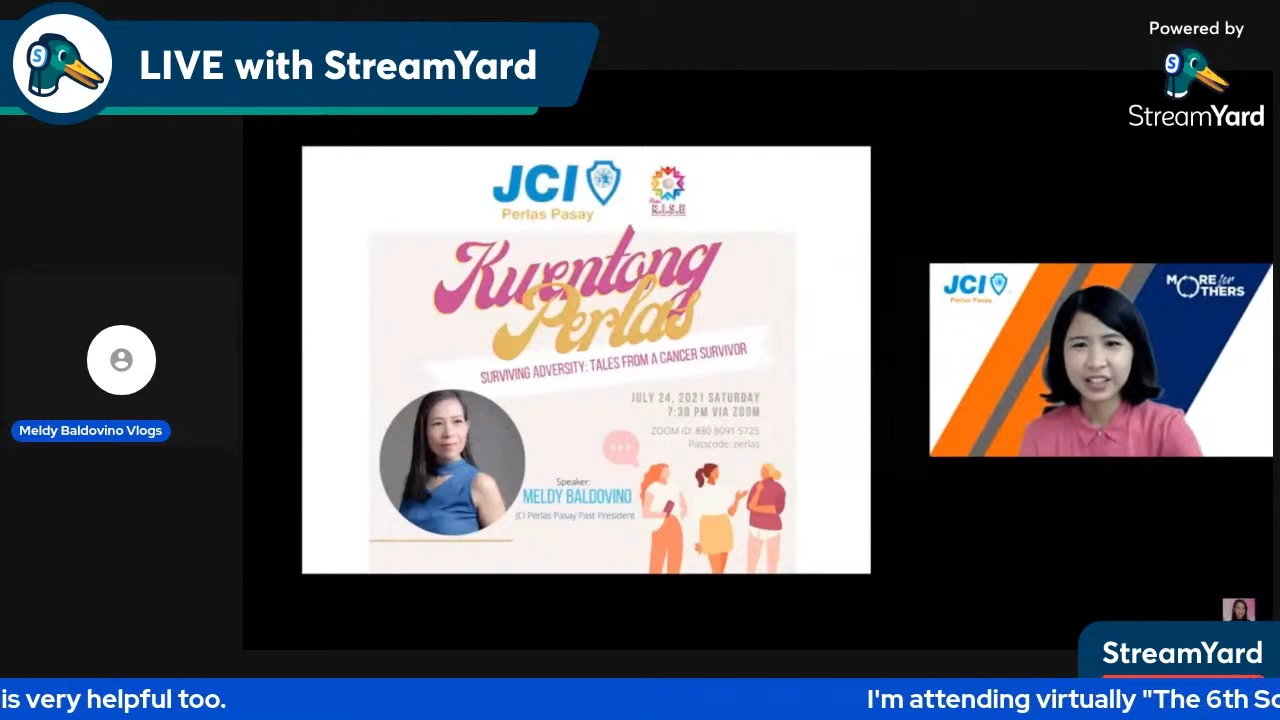 LIVE with StreamYard
Powered by
StreamYard
JCI
Perlas Pasay
R.I.S.E
Kwentong
Perlas
SURVIVING ADVERSITY: TALES FROM A CANCER SURVIVOR
JULY 24, 2021 SATURDAY
7:30 PM VIA ZOOM
ZOOM ID: 880 8091 5725
Passcode: perlas
Speaker:
MELDY BALDOVINO
JCI Perlas Pasay Past President
JCI
Perlas Pasay
MORE for
OTHERS
Meldy Baldovino Vlogs
StreamYard
is very helpful too.
I'm attending virtually "The 6th So